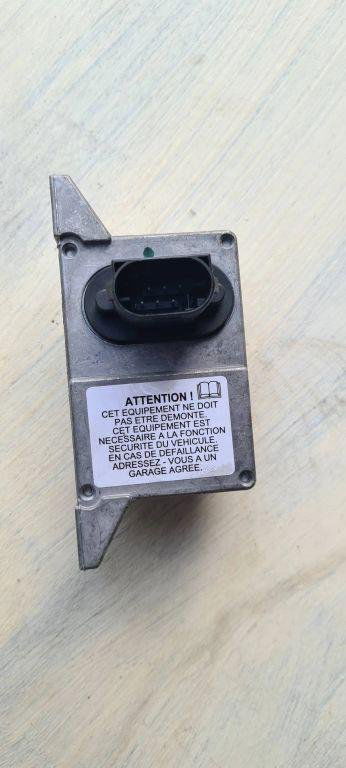 ATTENTION !
CET EQUIPEMENT NE DOIT
PAS ETRE DEMONTE.
CET EQUIPEMENT EST
NECESSAIRE A LA FONCTION
SECURITE DU VEHICULE.
EN CAS DE DEFAILLANCE
ADRESSEZ - VOUS A UN
GARAGE AGREE.